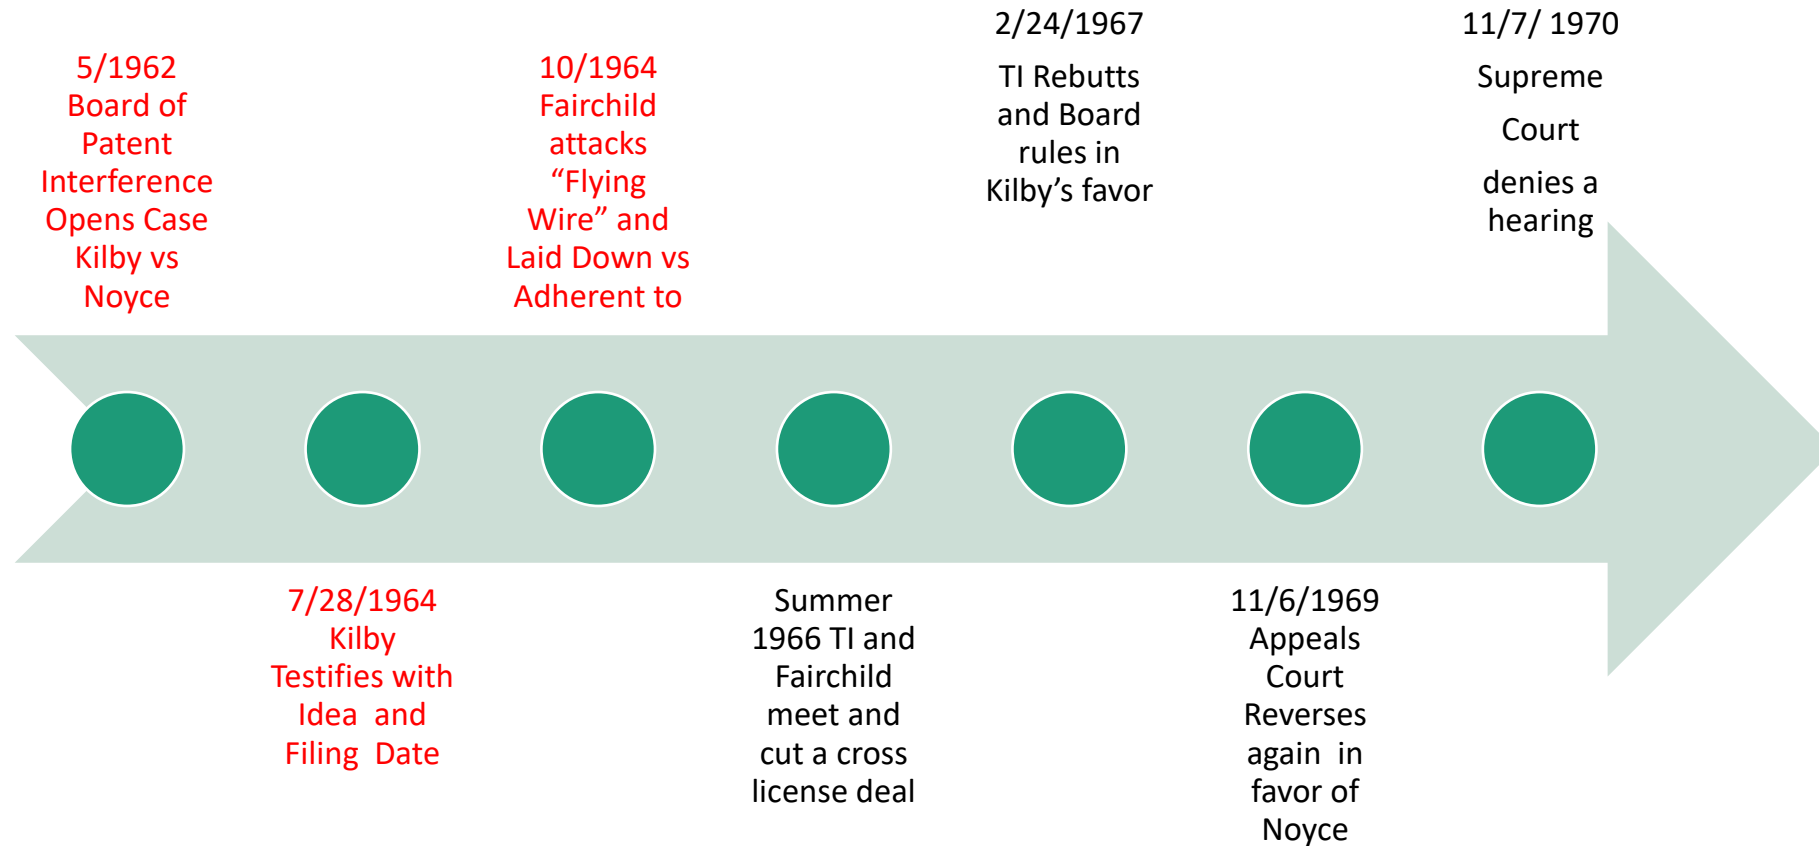 5/1962
Board of
Patent
Interference
Opens Case
Kilby vs
Noyce
7/28/1964
Kilby
Testifies with
Idea  and
Filing  Date
10/1964
Fairchild
attacks
“Flying
Wire” and
Laid Down vs
Adherent to
Summer
1966 TI and
Fairchild
meet and
cut a cross
license deal
2/24/1967
TI Rebutts
and Board
rules in
Kilby’s favor
11/6/1969
Appeals
Court
Reverses
again  in
favor of
Noyce
11/7/ 1970
Supreme
Court
denies a
hearing